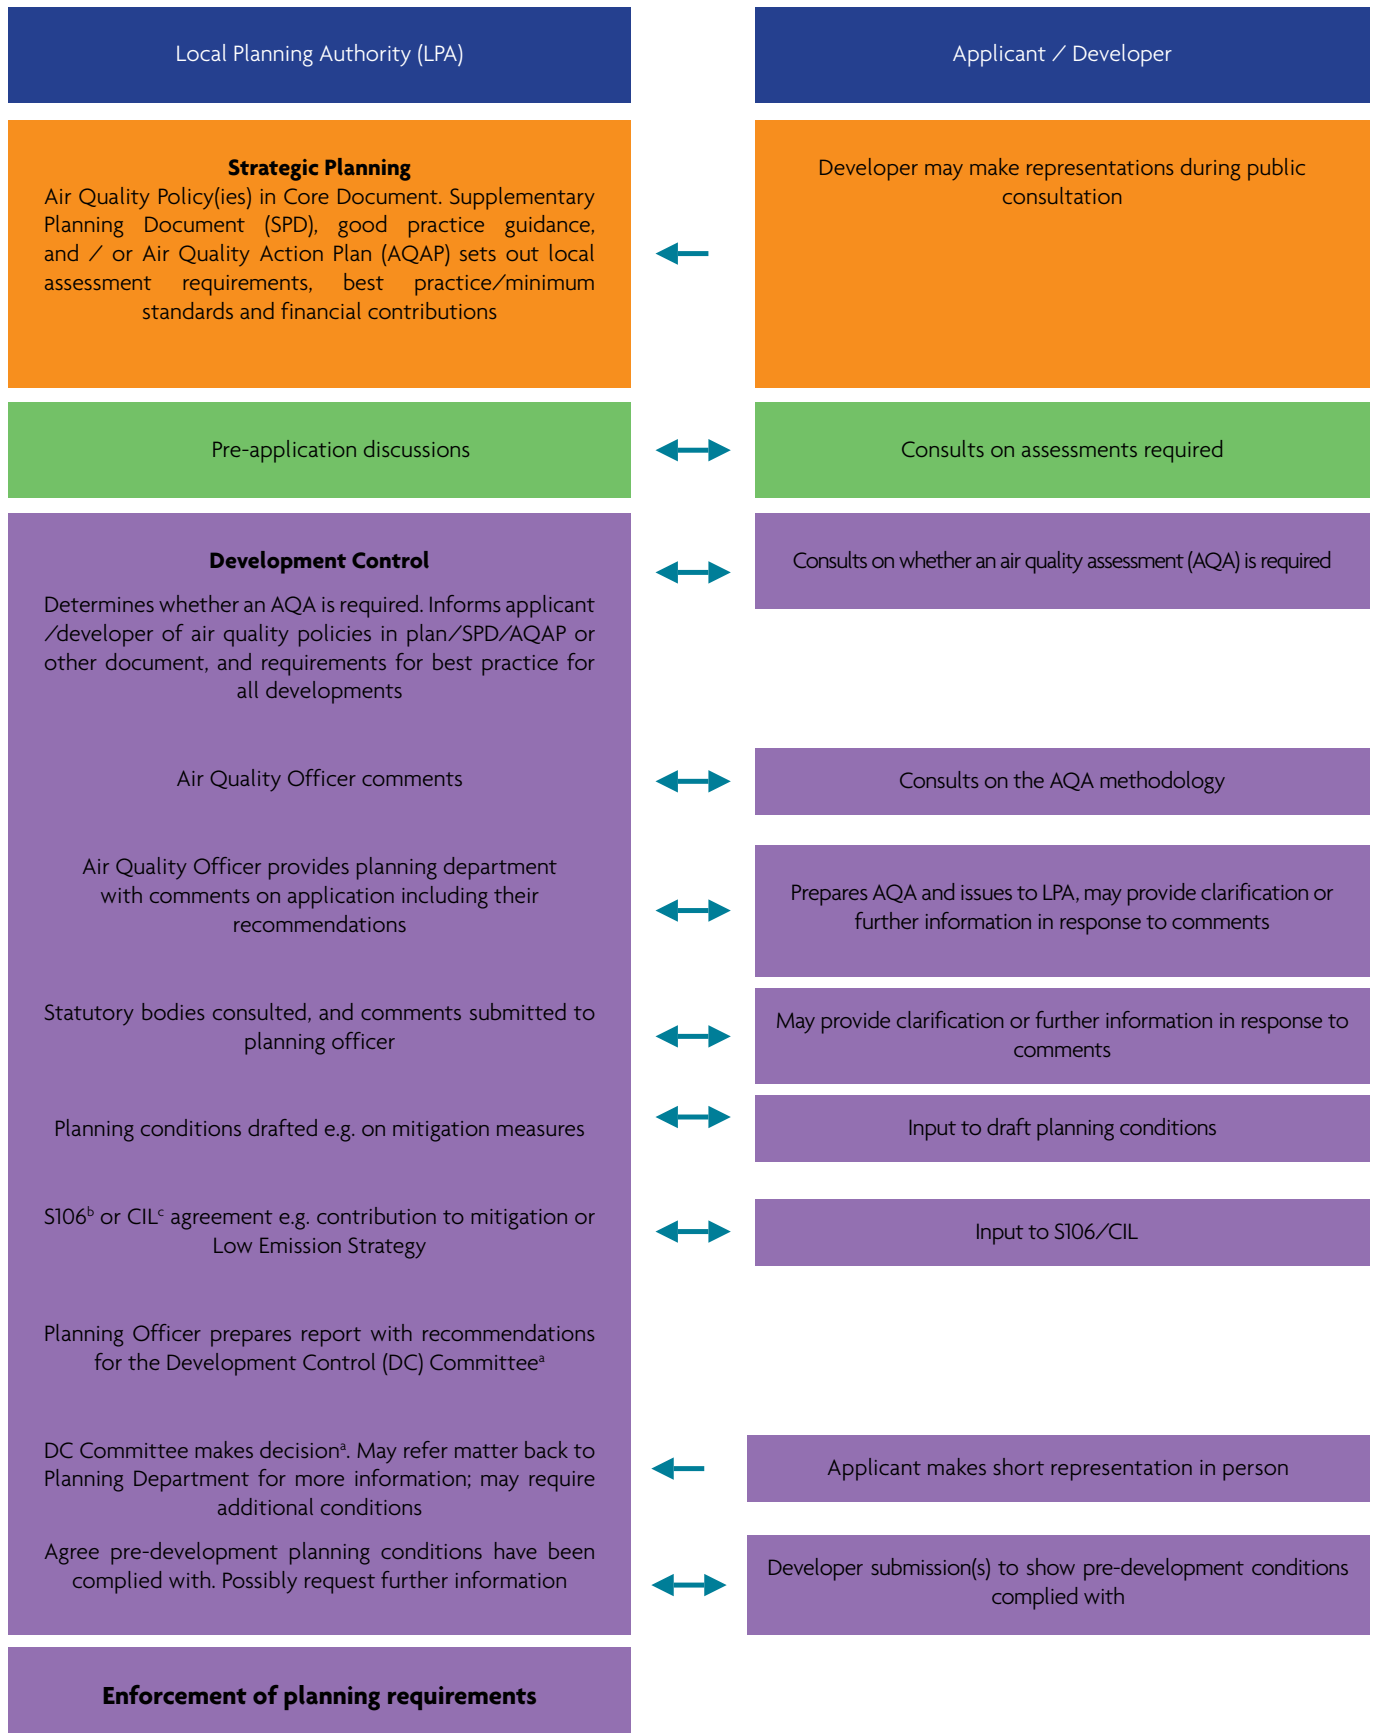 Local Planning Authority (LPA)
Applicant / Developer
Strategic Planning
Air Quality Policy(ies) in Core Document. Supplementary
Planning Document (SPD), good practice guidance,
and / or Air Quality Action Plan (AQAP) sets out local
assessment requirements, best practice/minimum
standards and financial contributions
Developer may make representations during public
consultation
Pre-application discussions
Consults on assessments required
Development Control
Determines whether an AQA is required. Informs applicant
/developer of air quality policies in plan/SPD/AQAP or
other document, and requirements for best practice for
all developments
Consults on whether an air quality assessment (AQA) is required
Air Quality Officer comments
Consults on the AQA methodology
Air Quality Officer provides planning department
with comments on application including their
recommendations
Prepares AQA and issues to LPA, may provide clarification or
further information in response to comments
Statutory bodies consulted, and comments submitted to
planning officer
May provide clarification or further information in response to
comments
Planning conditions drafted e.g. on mitigation measures
Input to draft planning conditions
S106ᵇ or CILᶜ agreement e.g. contribution to mitigation or
Low Emission Strategy
Input to S106/CIL
Planning Officer prepares report with recommendations
for the Development Control (DC) Committeeᵃ
DC Committee makes decisionᵃ. May refer matter back to
Planning Department for more information; may require
additional conditions
Applicant makes short representation in person
Agree pre-development planning conditions have been
complied with. Possibly request further information
Developer submission(s) to show pre-development conditions
complied with
Enforcement of planning requirements